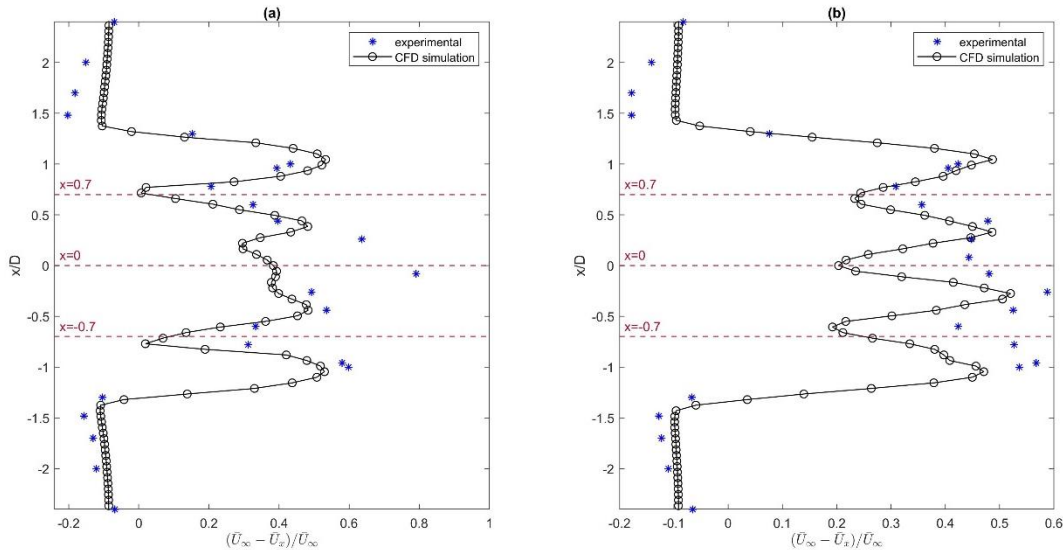 (a)
experimental
CFD simulation
x=0.7
x=0
x=-0.7
x/D
2
1.5
1
0.5
0
-0.5
-1
-1.5
-2
-0.2 0 0.2 0.4 0.6 0.8 1
(Ū∞ − Ūx)/Ū∞
(b)
experimental
CFD simulation
x=0.7
x=0
x=-0.7
x/D
2
1.5
1
0.5
0
-0.5
-1
-1.5
-2
-0.2 -0.1 0 0.1 0.2 0.3 0.4 0.5 0.6
(Ū∞ − Ūx)/Ū∞